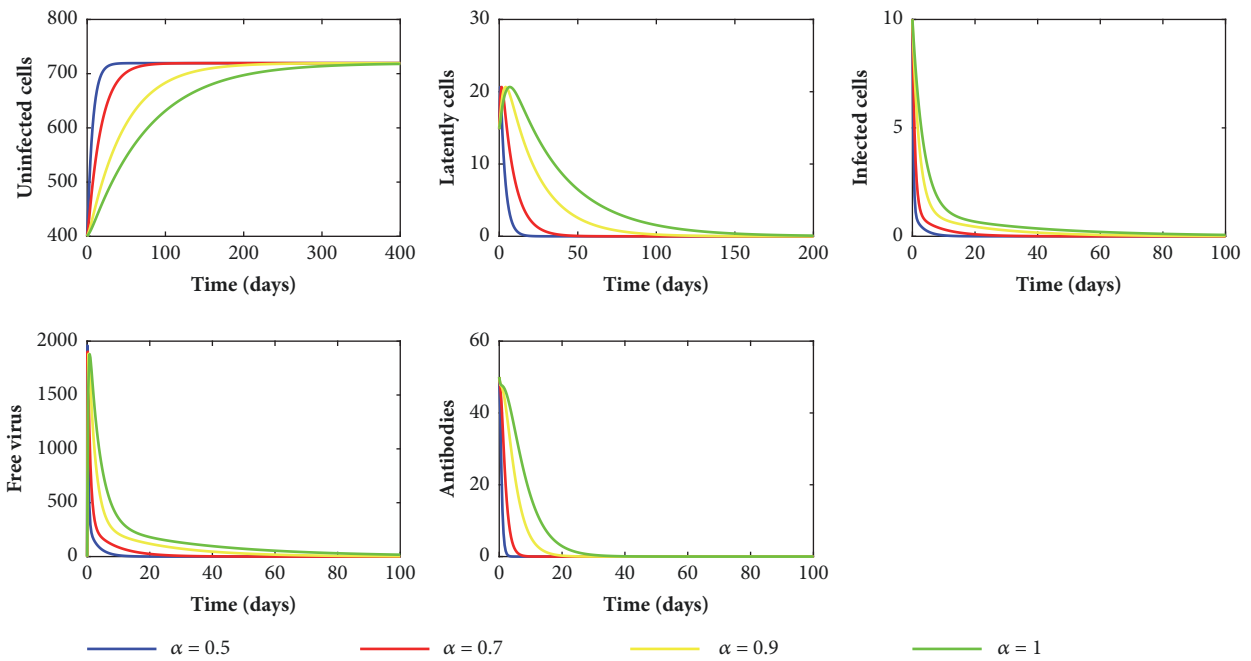 Uninfected cells
800
700
600
500
400
0 100 200 300 400
Time (days)
Latently cells
30
20
10
0
0 50 100 150 200
Time (days)
Infected cells
10
5
0
0 20 40 60 80 100
Time (days)
Free virus
2000
1500
1000
500
0
0 20 40 60 80 100
Time (days)
Antibodies
60
40
20
0
0 20 40 60 80 100
Time (days)
α = 0.5 α = 0.7 α = 0.9 α = 1